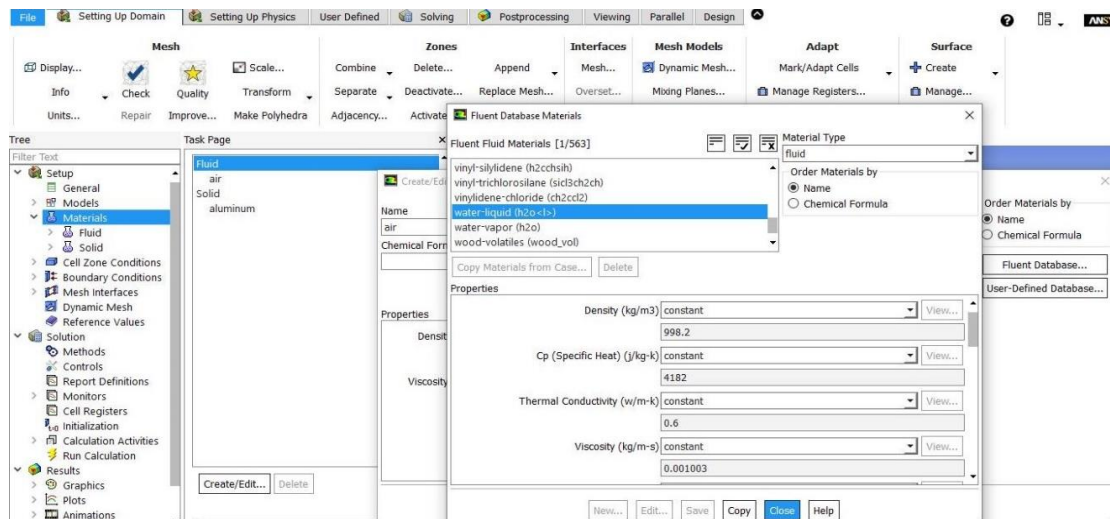 File Setting Up Domain Setting Up Physics User Defined Solving Postprocessing Viewing Parallel Design
Mesh Zones Interfaces Mesh Models Adapt Surface
Display... Scale... Combine Delete... Append Mesh... Dynamic Mesh... Mark/Adapt Cells Create
Info Check Quality Transform Separate Deactivate... Replace Mesh... Overset... Mixing Planes... Manage Registers... Manage...
Units... Repair Improve... Make Polyhedra Adjacency... Activate
Tree
Filter Text
Setup
General
Models
Materials
Fluid
Solid
Cell Zone Conditions
Boundary Conditions
Mesh Interfaces
Dynamic Mesh
Reference Values
Solution
Methods
Controls
Report Definitions
Monitors
Cell Registers
Initialization
Calculation Activities
Run Calculation
Results
Graphics
Plots
Animations
Task Page
Fluid
air
Solid
aluminum
Create/Edit... Delete
Create/Edi
Name
air
Chemical Form
Properties
Densit
Viscosity
Fluent Database Materials
Fluent Fluid Materials [1/563]
vinyl-silylidene (h2cchsih)
vinyl-trichlorosilane (sicl3ch2ch)
vinylidene-chloride (ch2ccl2)
water-liquid (h2o<l>)
water-vapor (h2o)
wood-volatiles (wood_vol)
Material Type
fluid
Order Materials by
Name
Chemical Formula
Copy Materials from Case... Delete
Properties
Density (kg/m3) constant View...
998.2
Cp (Specific Heat) (j/kg-k) constant View...
4182
Thermal Conductivity (w/m-k) constant View...
0.6
Viscosity (kg/m-s) constant View...
0.001003
New... Edit... Save Copy Close Help
Order Materials by
Name
Chemical Formula
Fluent Database...
User-Defined Database...